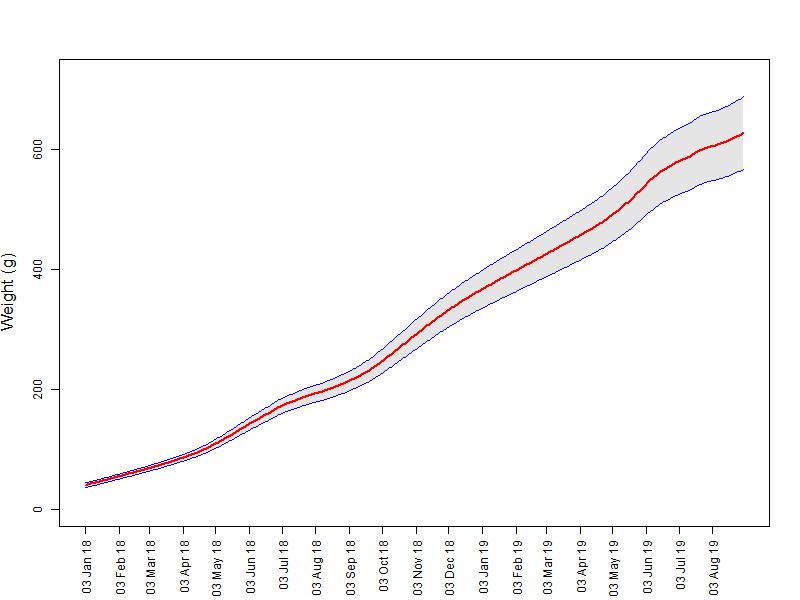 Weight (g)
600
400
200
0
03 Jan 18
03 Feb 18
03 Mar 18
03 Apr 18
03 May 18
03 Jun 18
03 Jul 18
03 Aug 18
03 Sep 18
03 Oct 18
03 Nov 18
03 Dec 18
03 Jan 19
03 Feb 19
03 Mar 19
03 Apr 19
03 May 19
03 Jun 19
03 Jul 19
03 Aug 19